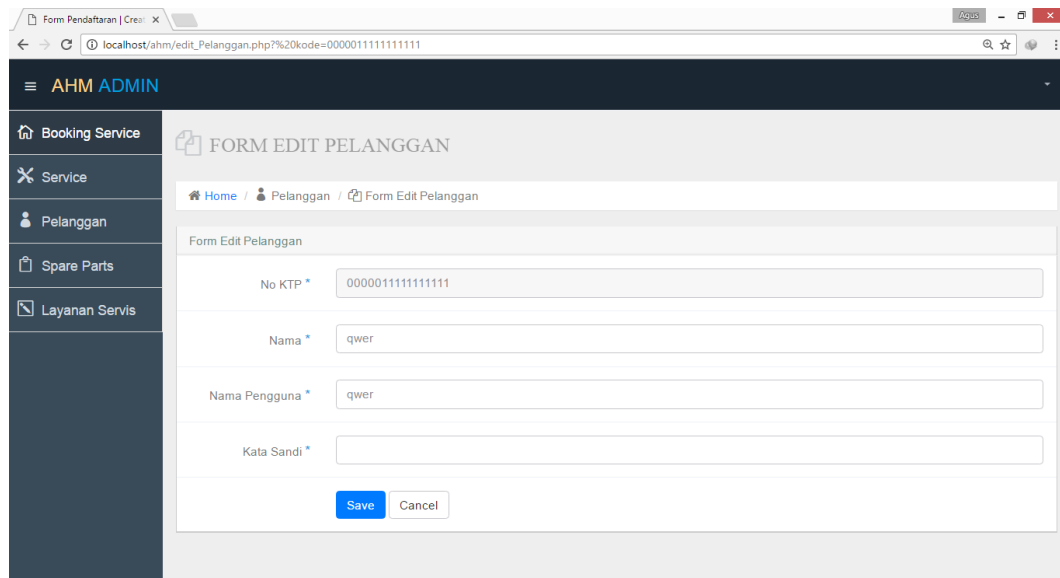 Form Pendaftaran | Creat
Agus
localhost/ahm/edit_Pelanggan.php?%20kode=0000011111111111
AHM ADMIN
Booking Service
Service
Pelanggan
Spare Parts
Layanan Servis
FORM EDIT PELANGGAN
Home / Pelanggan / Form Edit Pelanggan
Form Edit Pelanggan
No KTP * 0000011111111111
Nama * qwer
Nama Pengguna * qwer
Kata Sandi *
Save Cancel